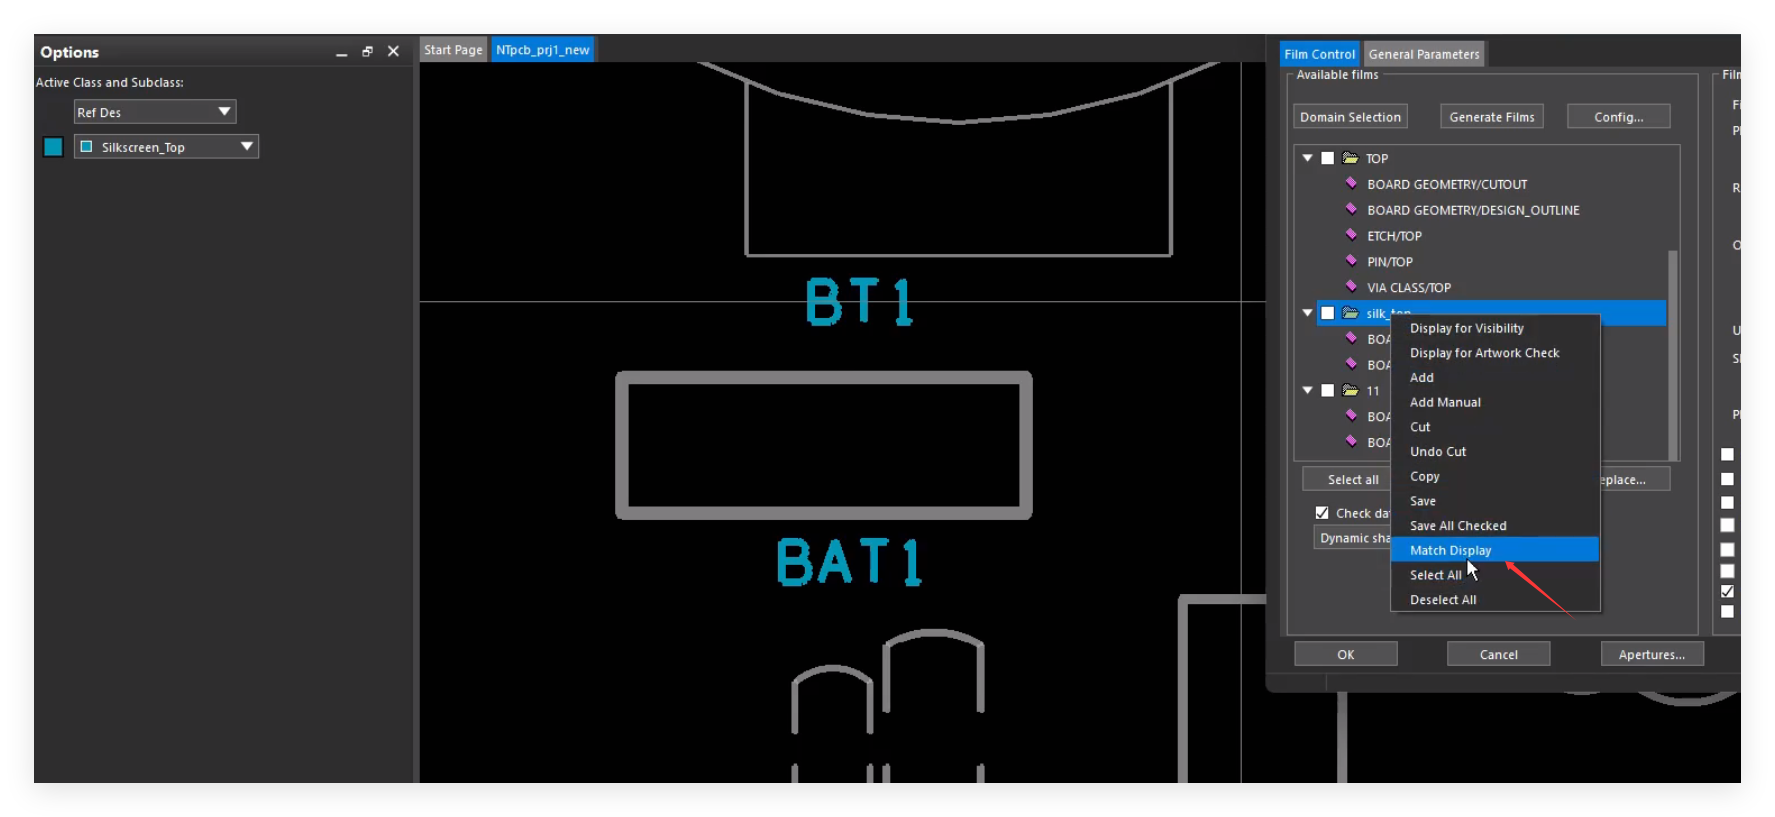 Options
Active Class and Subclass:
Ref Des
Silkscreen_Top
Start Page
NTpcb_prj1_new
BT1
BAT1
Film Control
General Parameters
Available films
Domain Selection
Generate Films
Config...
TOP
BOARD GEOMETRY/CUTOUT
BOARD GEOMETRY/DESIGN_OUTLINE
ETCH/TOP
PIN/TOP
VIA CLASS/TOP
silk_top
BOA
BOA
11
BOA
BOA
Display for Visibility
Display for Artwork Check
Add
Add Manual
Cut
Undo Cut
Copy
Save
Save All Checked
Match Display
Select All
Deselect All
Select all
eplace...
Check da
Dynamic sha
OK
Cancel
Apertures...